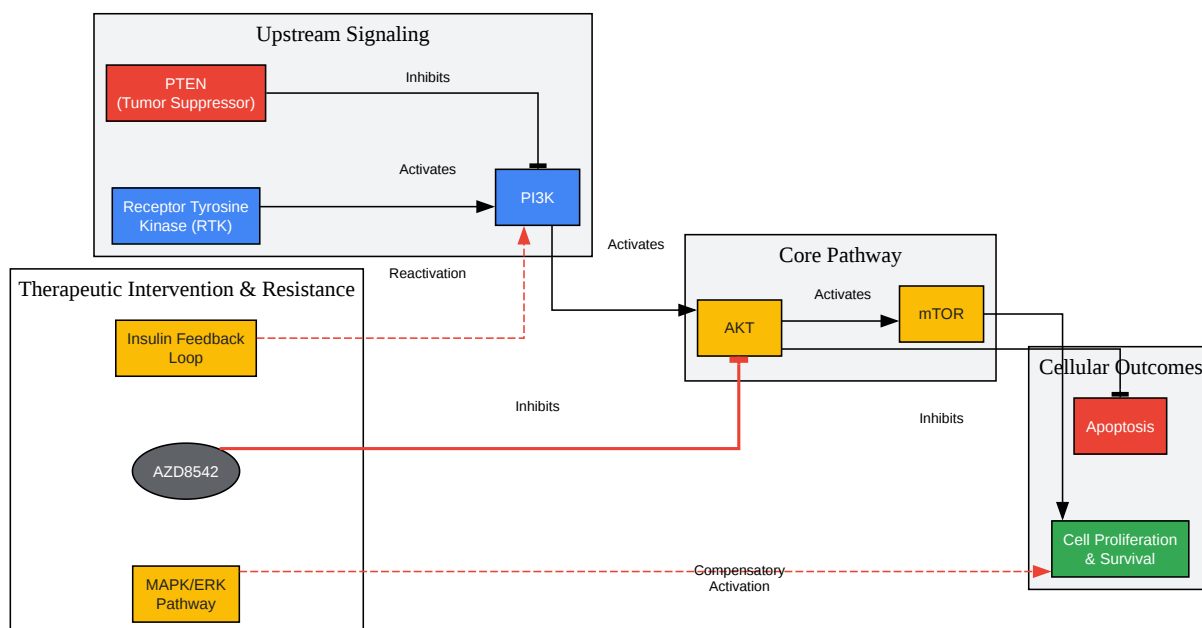 Upstream Signaling
PTEN
(Tumor Suppressor)
Inhibits
Activates
Receptor Tyrosine
Kinase (RTK)
PI3K
Activates
Reactivation
Core Pathway
Therapeutic Intervention & Resistance
Insulin Feedback
Loop
AKT
Activates
mTOR
Cellular Outcomes
Inhibits
Inhibits
Apoptosis
AZD8542
Cell Proliferation
& Survival
MAPK/ERK
Pathway
Compensatory
Activation